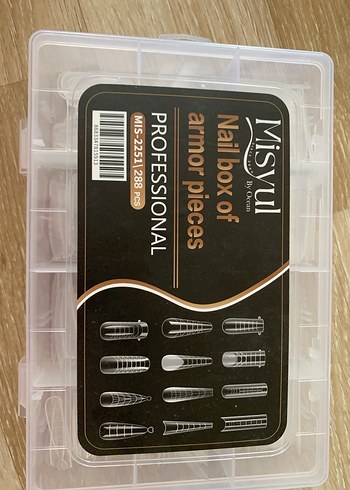 Misyul
By Ocean
Nail box of
armor pieces
PROFESSIONAL
MIS-2251 288 PCS